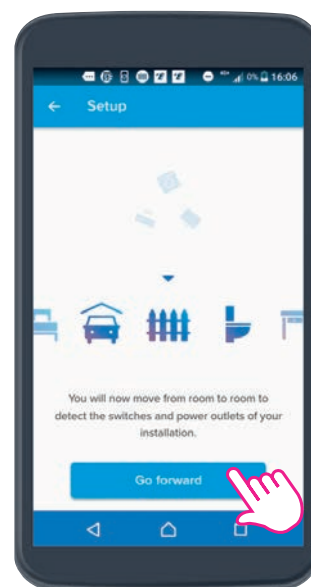 0% 16:06
Setup
You will now move from room to room to
detect the switches and power outlets of your
installation.
Go forward